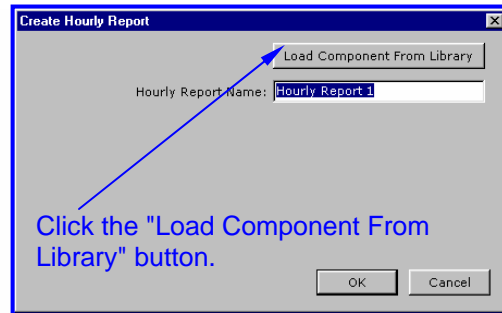 Create Hourly Report
Load Component From Library
Hourly Report Name: Hourly Report 1
Click the "Load Component From
Library" button.
OK Cancel